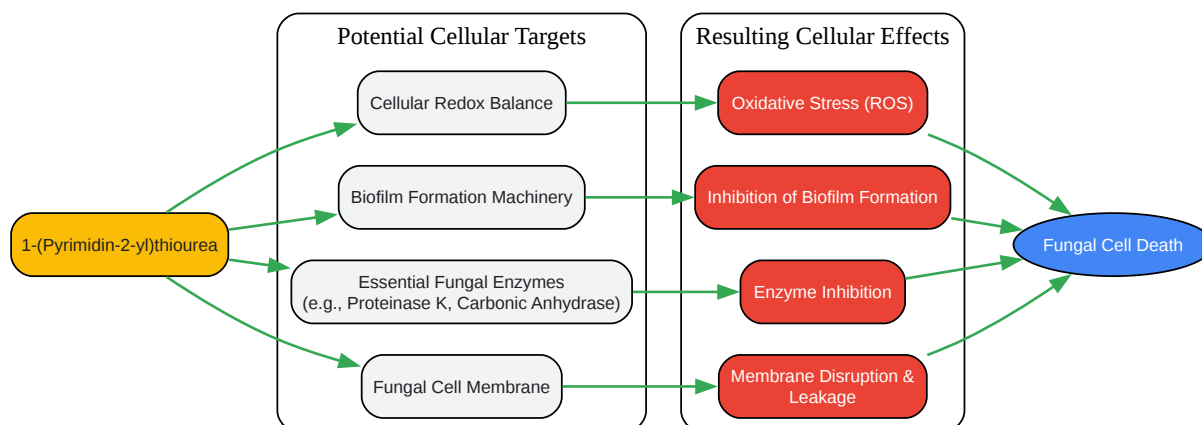 Potential Cellular Targets
Resulting Cellular Effects
Cellular Redox Balance
Oxidative Stress (ROS)
Biofilm Formation Machinery
Inhibition of Biofilm Formation
1-(Pyrimidin-2-yl)thiourea
Fungal Cell Death
Essential Fungal Enzymes
(e.g., Proteinase K, Carbonic Anhydrase)
Enzyme Inhibition
Fungal Cell Membrane
Membrane Disruption &
Leakage